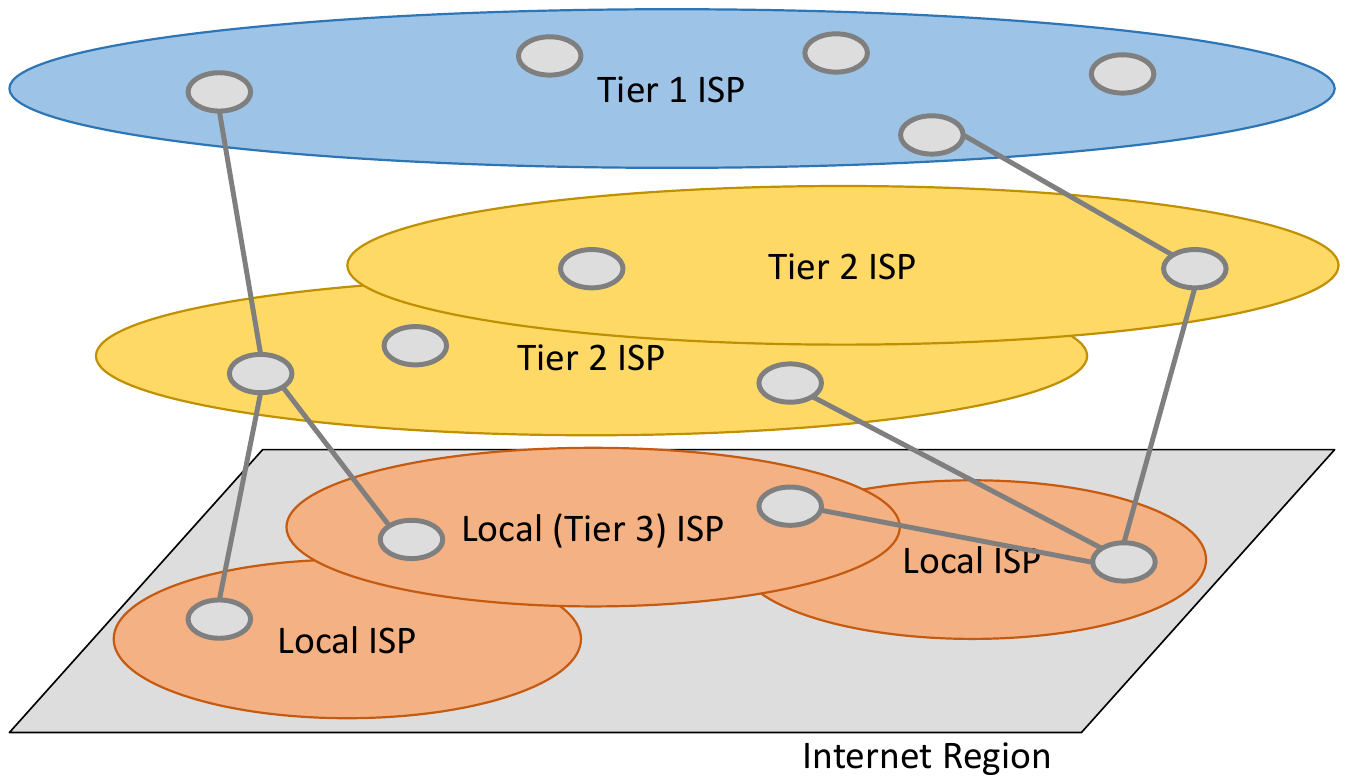 Tier 1 ISP
Tier 2 ISP
Tier 2 ISP
Local (Tier 3) ISP
Local ISP
Local ISP
Internet Region